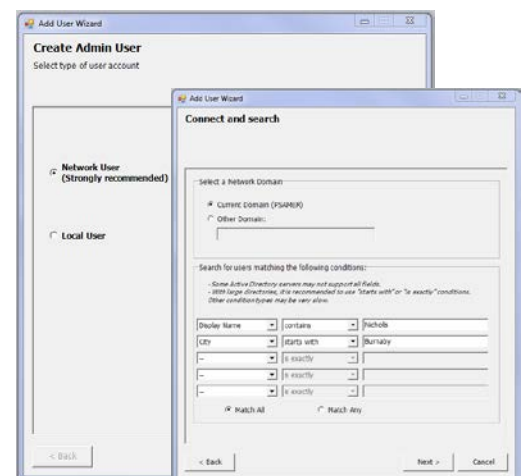 Add User Wizard
Create Admin User
Select type of user account
Network User
(Strongly recommended)
Local User
< Back
Add User Wizard
Connect and search
Select a Network Domain
Current Domain (PSAMER)
Other Domain:
Search for users matching the following conditions:
- Some Active Directory servers may not support all fields.
- With large directories, it is recommended to use "starts with" or "is exactly" conditions.
Other condition types may be very slow.
Display Name contains Nichols
City starts with Burnaby
-- is exactly
-- is exactly
-- is exactly
Match All Match Any
< Back Next > Cancel